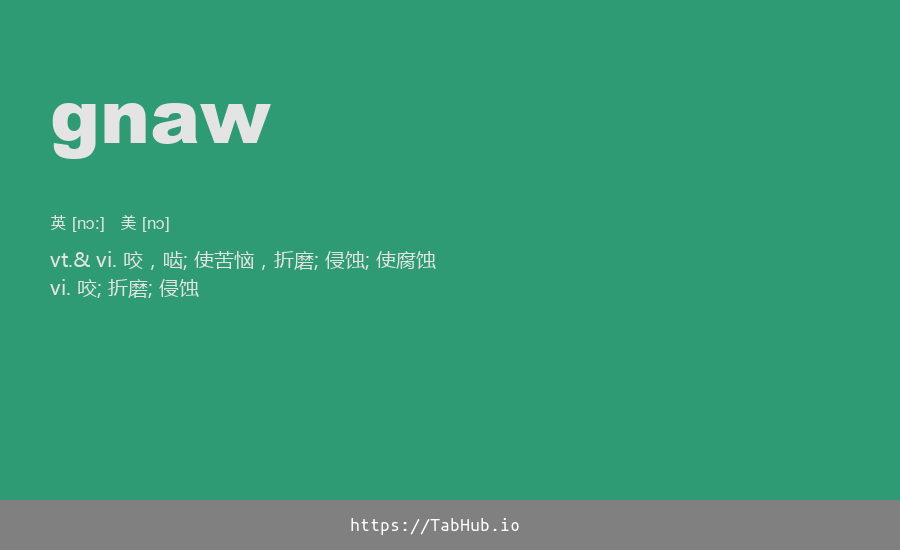 gnaw
英 [nɔː] 美 [nɔ]
vt.& vi. 咬，啮; 使苦恼，折磨; 侵蚀; 使腐蚀
vi. 咬; 折磨; 侵蚀
https://TabHub.io